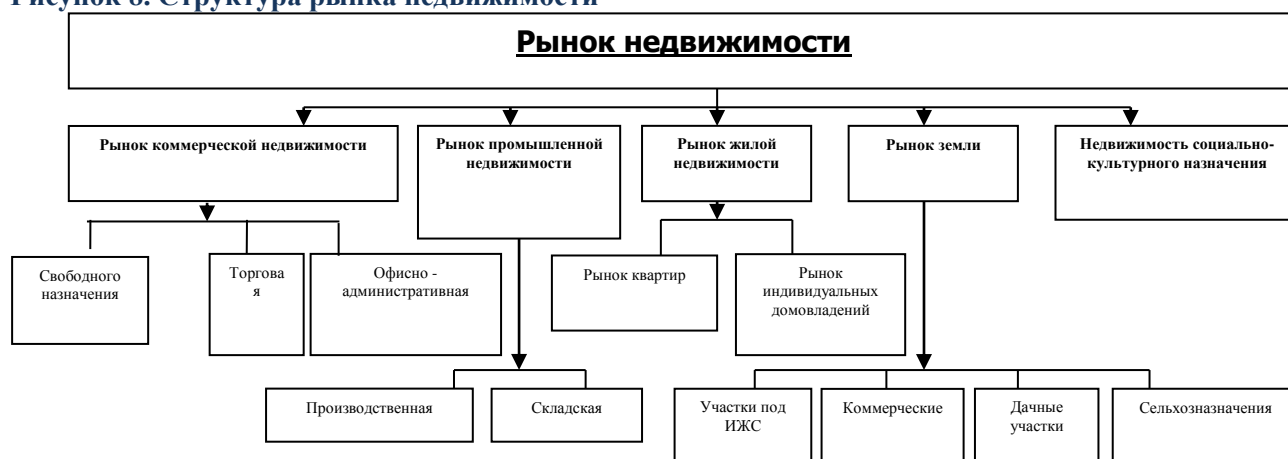 Рисунок 8. Структура рынка недвижимости
Рынок недвижимости
Рынок коммерческой недвижимости
Рынок промышленной
недвижимости
Рынок жилой
недвижимости
Рынок земли
Недвижимость социально-
культурного назначения
Свободного
назначения
Торгова
я
Офисно -
административная
Рынок квартир
Рынок
индивидуальных
домовладений
Производственная
Складская
Участки под
ИЖС
Коммерческие
Дачные
участки
Сельхозназначения